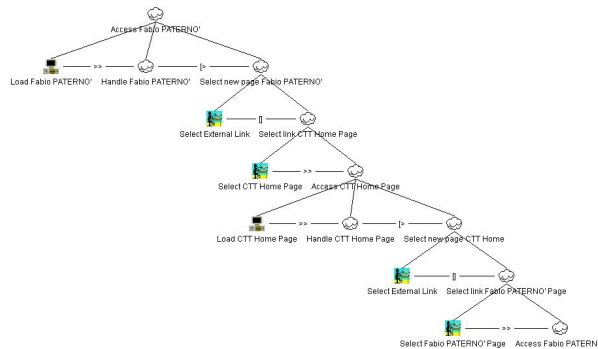 Access Fabio PATERNO'
>> [>
Load Fabio PATERNO' Handle Fabio PATERNO' Select new page Fabio PATERNO'
[]
Select External Link Select link CTT Home Page
>>
Select CTT Home Page Access CTT Home Page
>> [>
Load CTT Home Page Handle CTT Home Page Select new page CTT Home
[]
Select External Link Select link Fabio PATERNO' Page
>>
Select Fabio PATERNO' Page Access Fabio PATERN